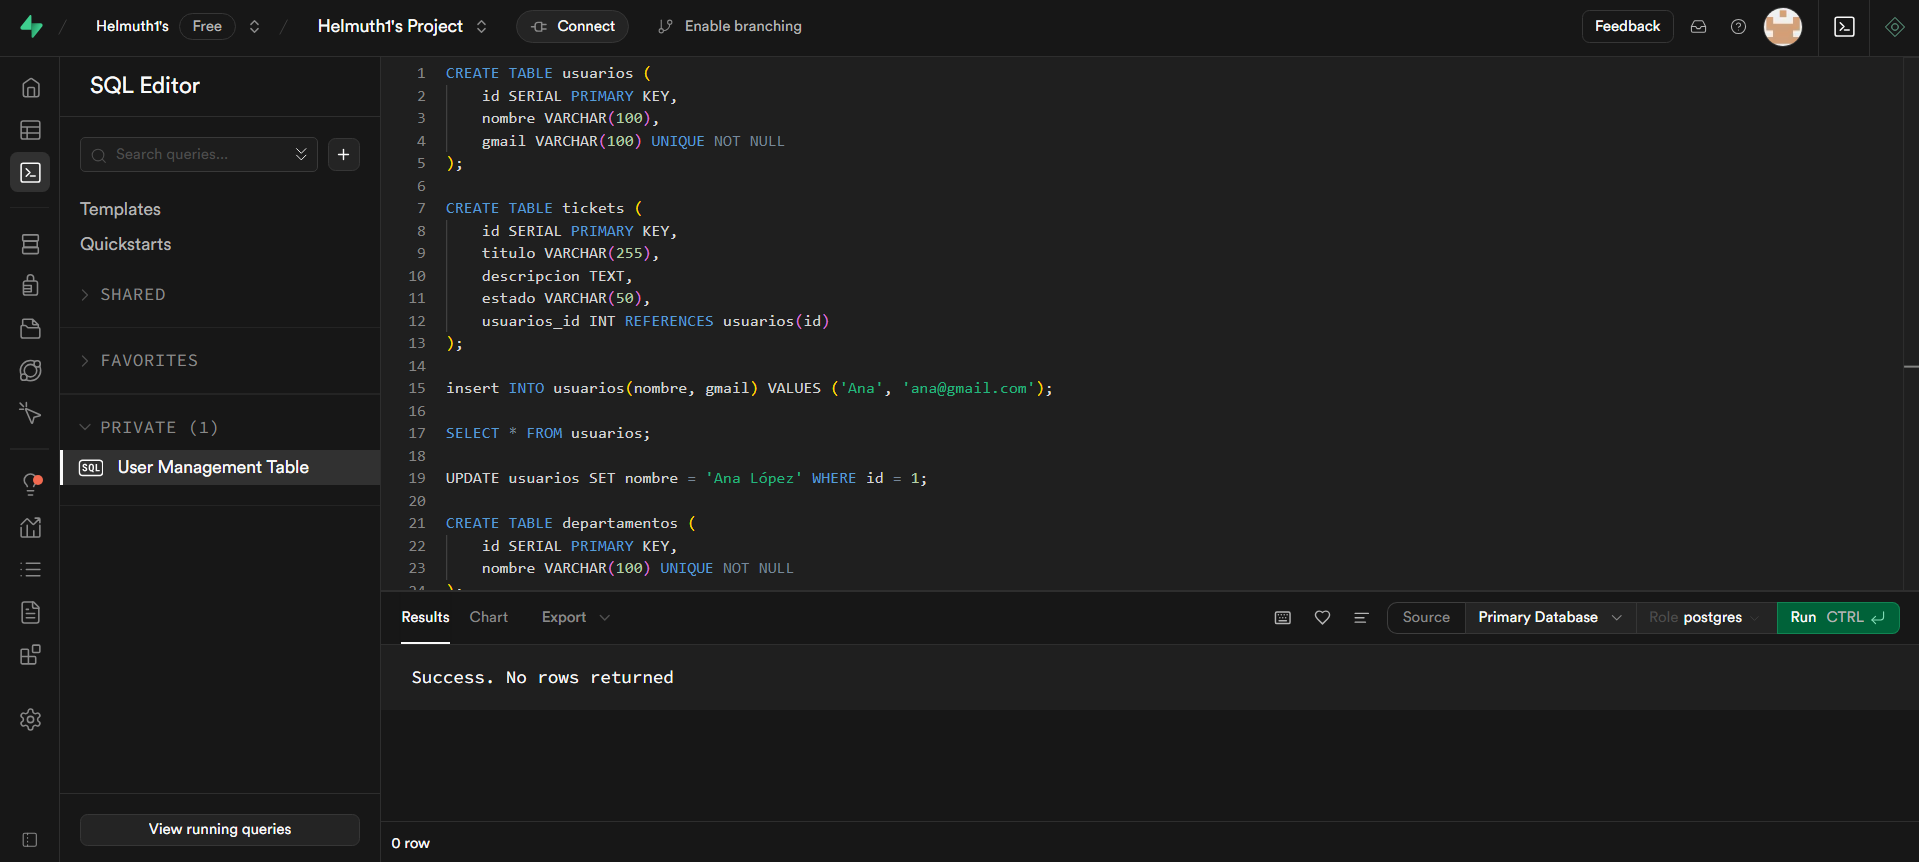 Helmuth1's Free
Helmuth1's Project
Connect
Enable branching
Feedback
SQL Editor
Search queries...
Templates
Quickstarts
SHARED
FAVORITES
PRIVATE (1)
SQL User Management Table
View running queries
1 CREATE TABLE usuarios (
2 id SERIAL PRIMARY KEY,
3 nombre VARCHAR(100),
4 gmail VARCHAR(100) UNIQUE NOT NULL
5 );
6
7 CREATE TABLE tickets (
8 id SERIAL PRIMARY KEY,
9 titulo VARCHAR(255),
10 descripcion TEXT,
11 estado VARCHAR(50),
12 usuarios_id INT REFERENCES usuarios(id)
13 );
14
15 insert INTO usuarios(nombre, gmail) VALUES ('Ana', 'ana@gmail.com');
16
17 SELECT * FROM usuarios;
18
19 UPDATE usuarios SET nombre = 'Ana López' WHERE id = 1;
20
21 CREATE TABLE departamentos (
22 id SERIAL PRIMARY KEY,
23 nombre VARCHAR(100) UNIQUE NOT NULL
24 );
Results Chart Export
Source Primary Database Role postgres Run CTRL
Success. No rows returned
0 row